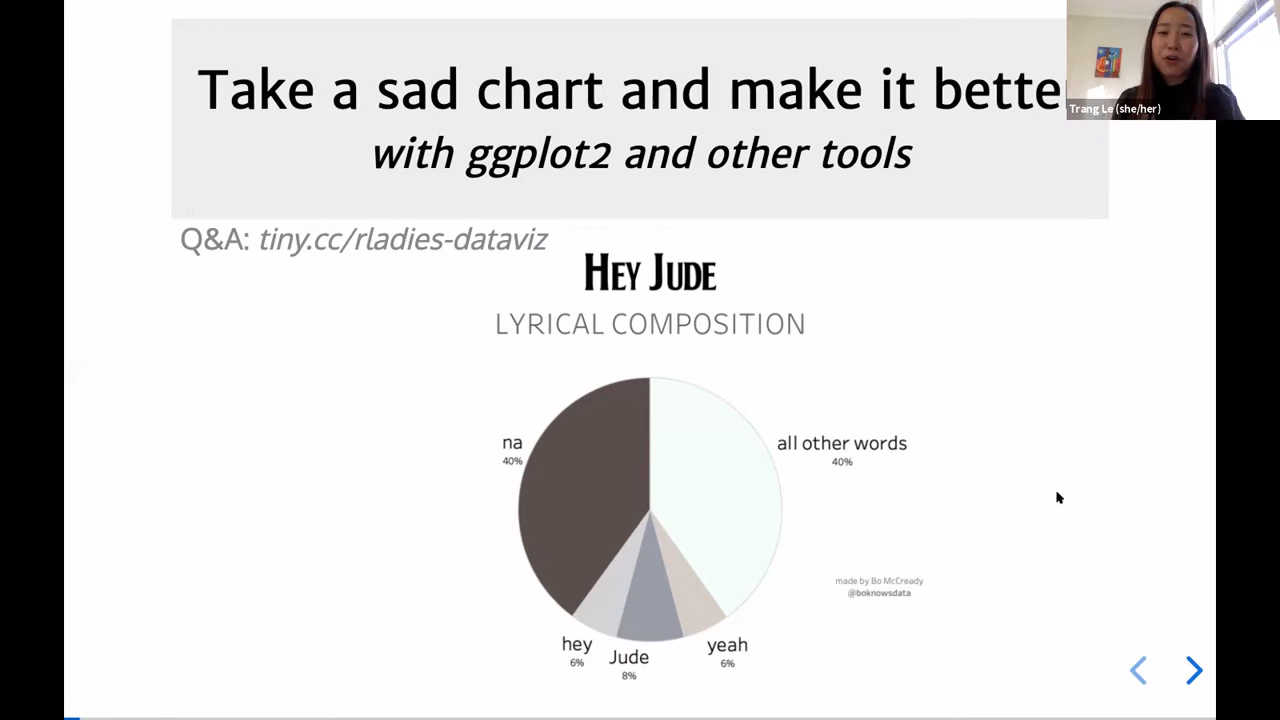 Take a sad chart and make it bette
with ggplot2 and other tools
Trang Le (she/her)
Q&A: tiny.cc/rladies-dataviz
HEY JUDE
LYRICAL COMPOSITION
na
40%
all other words
40%
made by Bo McCready
@boknowsdata
hey
6%
Jude
8%
yeah
6%